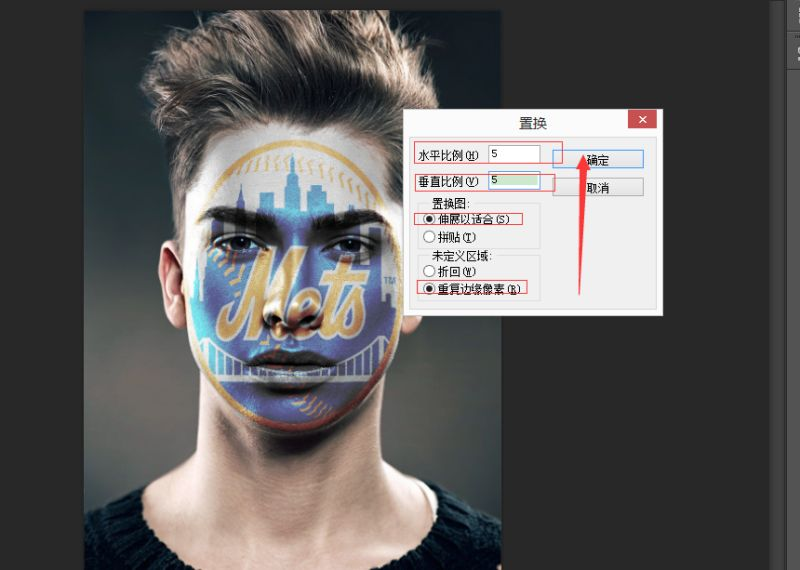 置换
水平比例(H) 5
确定
垂直比例(V) 5
取消
置换图:
伸展以适合(S)
拼贴(T)
未定义区域:
折回(W)
重复边缘像素(R)
Mets
TM